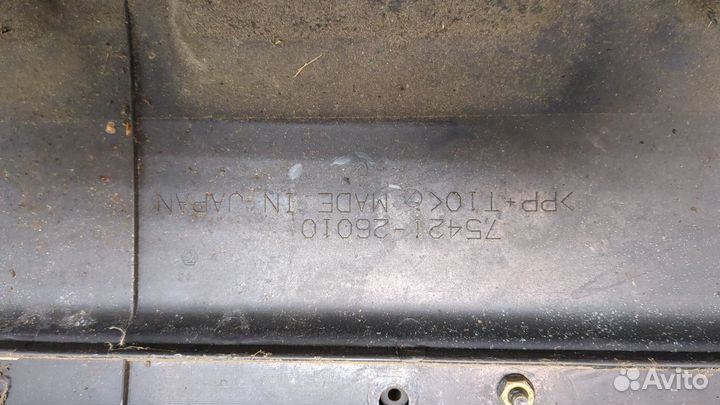 75421-26010
>PP+T10< MADE IN JAPAN
Avito